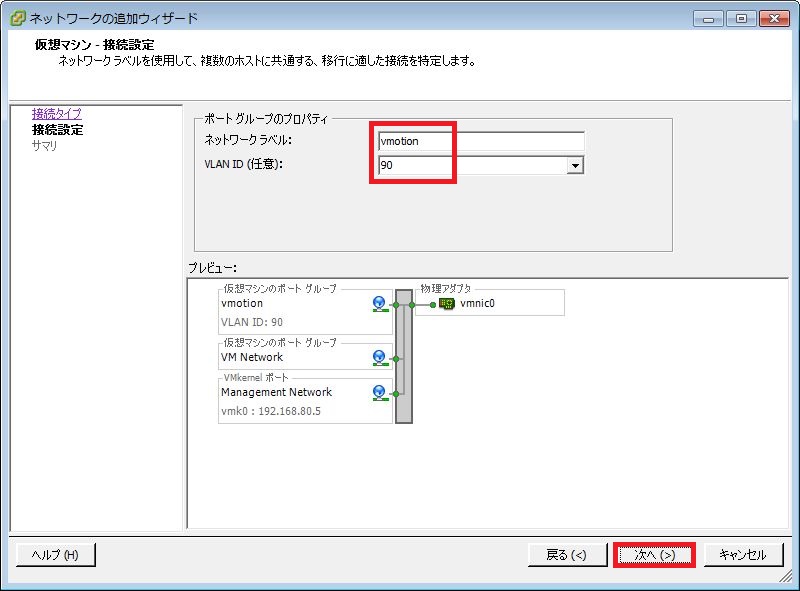 ネットワークの追加ウィザード
仮想マシン - 接続設定
ネットワークラベルを使用して、複数のホストに共通する、移行に適した接続を特定します。
接続タイプ
接続設定
サマリ
ポートグループのプロパティ
ネットワークラベル:
vmotion
VLAN ID (任意):
90
プレビュー:
仮想マシンのポート グループ
vmotion
VLAN ID: 90
物理アダプタ
vmnic0
仮想マシンのポート グループ
VM Network
VMkernel ポート
Management Network
vmk0 : 192.168.80.5
ヘルプ (H)
戻る (<)
次へ (>)
キャンセル